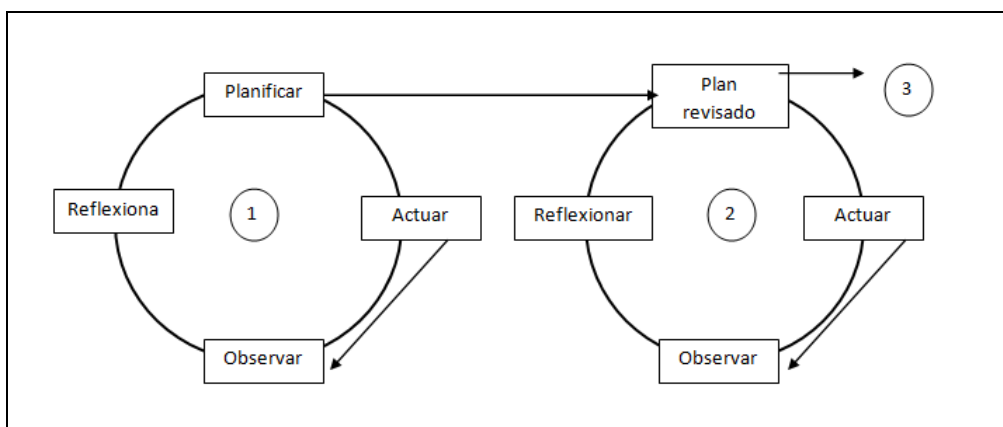 Planificar
Plan
revisado
3
Reflexiona
1
Actuar
Reflexionar
2
Actuar
Observar
Observar